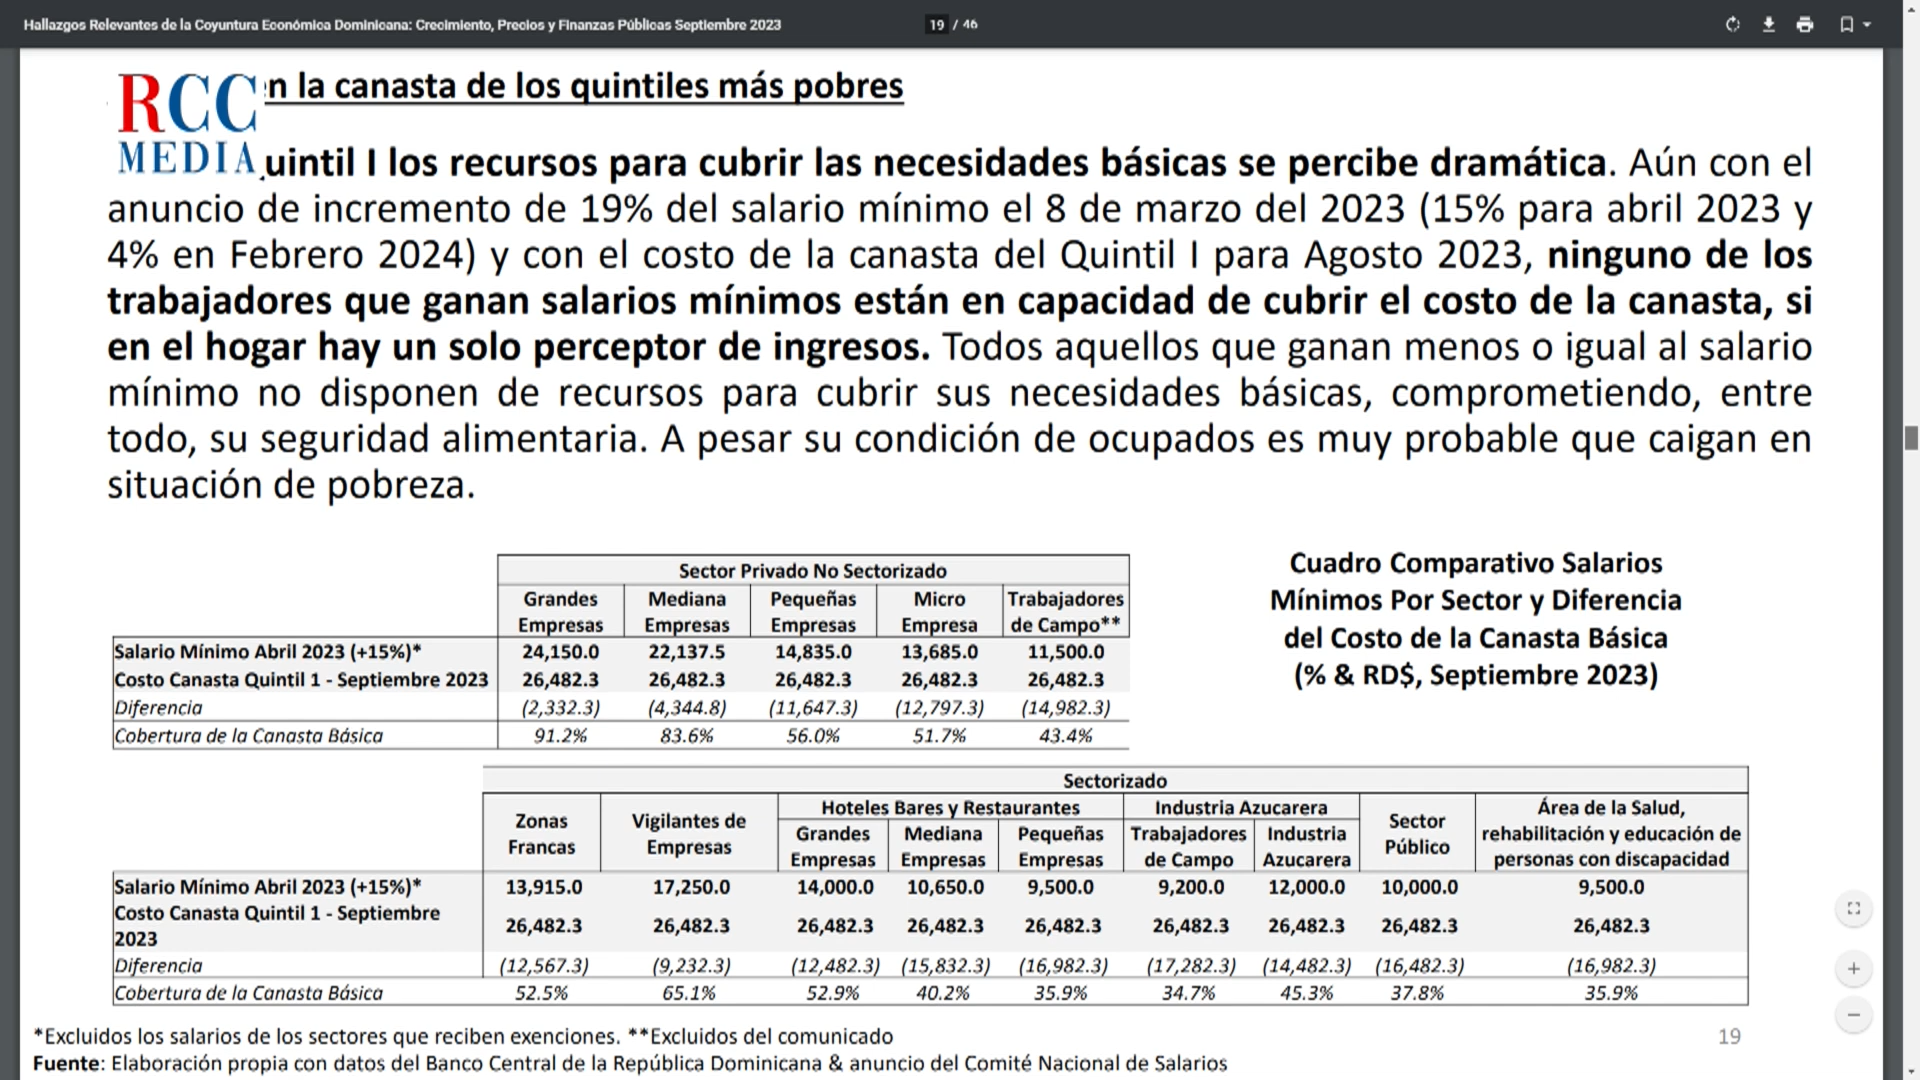 Hallazgos Relevantes de la Coyuntura Económica Dominicana: Crecimiento, Precios y Finanzas Públicas Septiembre 2023
19 / 46
RCC
MEDIA
n la canasta de los quintiles más pobres
uintil I los recursos para cubrir las necesidades básicas se percibe dramática. Aún con el
anuncio de incremento de 19% del salario mínimo el 8 de marzo del 2023 (15% para abril 2023 y
4% en Febrero 2024) y con el costo de la canasta del Quintil I para Agosto 2023, ninguno de los
trabajadores que ganan salarios mínimos están en capacidad de cubrir el costo de la canasta, si
en el hogar hay un solo perceptor de ingresos. Todos aquellos que ganan menos o igual al salario
mínimo no disponen de recursos para cubrir sus necesidades básicas, comprometiendo, entre
todo, su seguridad alimentaria. A pesar su condición de ocupados es muy probable que caigan en
situación de pobreza.
Cuadro Comparativo Salarios
Mínimos Por Sector y Diferencia
del Costo de la Canasta Básica
(% & RD$, Septiembre 2023)
Sector Privado No Sectorizado
Grandes Empresas Mediana Empresas Pequeñas Empresas Micro Empresa Trabajadores de Campo**
Salario Mínimo Abril 2023 (+15%)* 24,150.0 22,137.5 14,835.0 13,685.0 11,500.0
Costo Canasta Quintil 1 - Septiembre 2023 26,482.3 26,482.3 26,482.3 26,482.3 26,482.3
Diferencia (2,332.3) (4,344.8) (11,647.3) (12,797.3) (14,982.3)
Cobertura de la Canasta Básica 91.2% 83.6% 56.0% 51.7% 43.4%
Sectorizado
Zonas Francas Vigilantes de Empresas Hoteles Bares y Restaurantes Industria Azucarera Sector Público Área de la Salud, rehabilitación y educación de personas con discapacidad
Grandes Empresas Mediana Empresas Pequeñas Empresas Trabajadores de Campo Industria Azucarera
Salario Mínimo Abril 2023 (+15%)* 13,915.0 17,250.0 14,000.0 10,650.0 9,500.0 9,200.0 12,000.0 10,000.0 9,500.0
Costo Canasta Quintil 1 - Septiembre 2023 26,482.3 26,482.3 26,482.3 26,482.3 26,482.3 26,482.3 26,482.3 26,482.3 26,482.3
Diferencia (12,567.3) (9,232.3) (12,482.3) (15,832.3) (16,982.3) (17,282.3) (14,482.3) (16,482.3) (16,982.3)
Cobertura de la Canasta Básica 52.5% 65.1% 52.9% 40.2% 35.9% 34.7% 45.3% 37.8% 35.9%
*Excluidos los salarios de los sectores que reciben exenciones. **Excluidos del comunicado
19
Fuente: Elaboración propia con datos del Banco Central de la República Dominicana & anuncio del Comité Nacional de Salarios